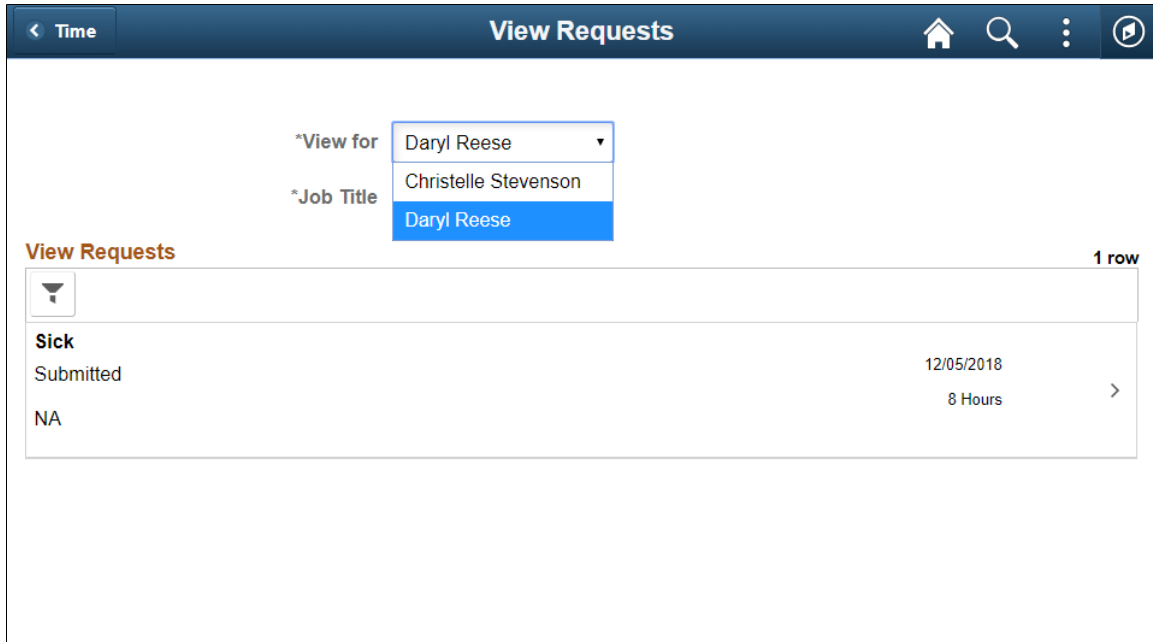 Time
View Requests
*View for
Daryl Reese
Christelle Stevenson
*Job Title
Daryl Reese
View Requests
1 row
Sick
Submitted
12/05/2018
8 Hours
NA